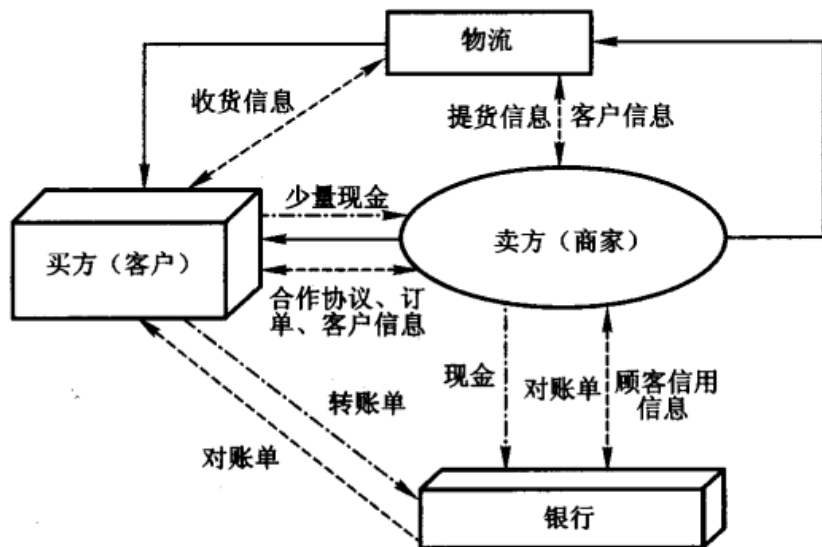 物流
收货信息
提货信息 客户信息
少量现金
卖方（商家）
买方（客户）
合作协议、订
单、客户信息
现金
对账单
顾客信用
信息
转账单
对账单
银行